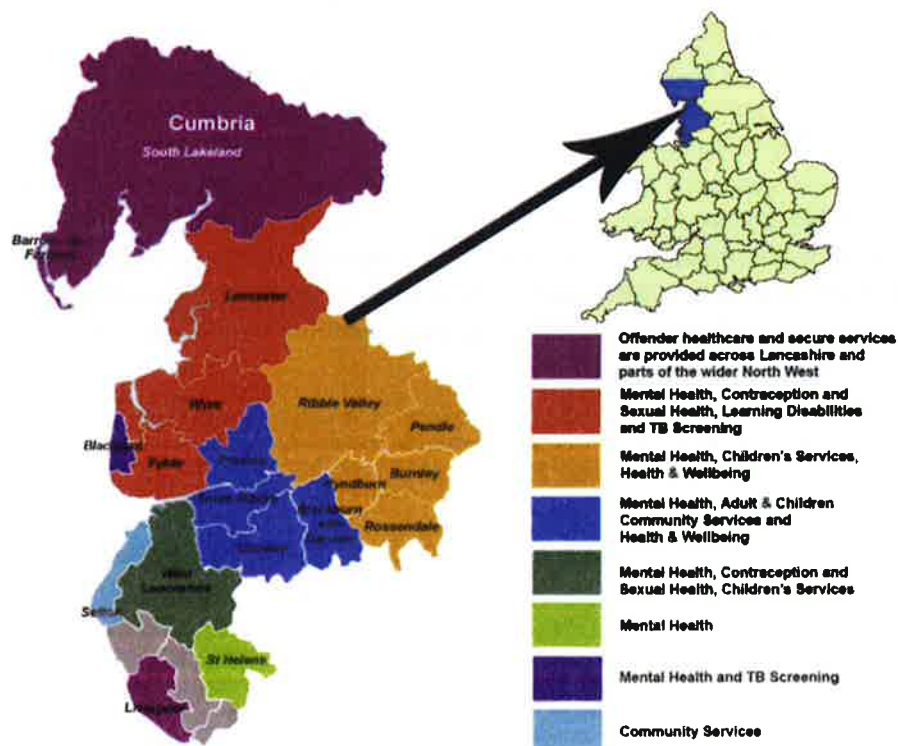 Cumbria
South Lakeland
Lancaster
Wyre
Ribble Valley
Pendle
Fylde
Preston
Burnley
Hyndburn
South Ribble
Rossendale
Chorley
West
Lancashire
Sefton
St Helens
Liverpool
Offender healthcare and secure services
are provided across Lancashire and
parts of the wider North West
Mental Health, Contraception and
Sexual Health, Learning Disabilities
and TB Screening
Mental Health, Children's Services,
Health & Wellbeing
Mental Health, Adult & Children
Community Services and
Health & Wellbeing
Mental Health, Contraception and
Sexual Health, Children's Services
Mental Health
Mental Health and TB Screening
Community Services